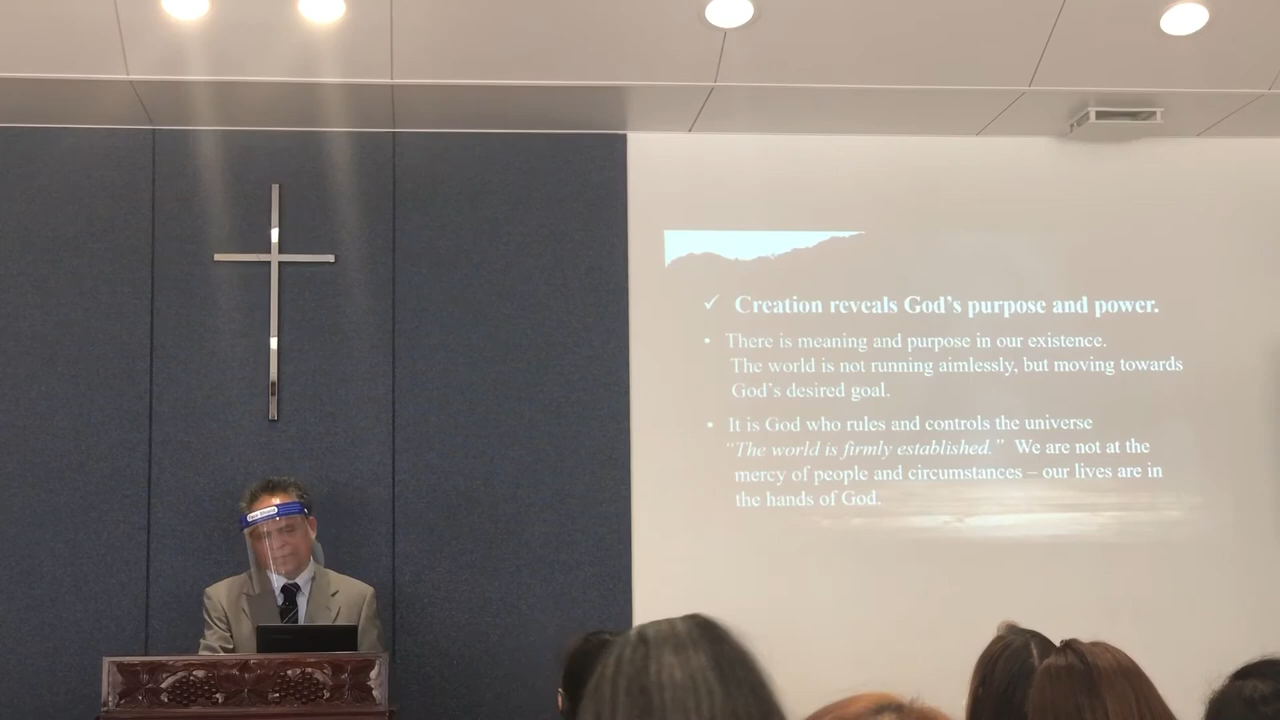 ✓ Creation reveals God's purpose and power.
• There is meaning and purpose in our existence.
The world is not running aimlessly, but moving towards
God's desired goal.
• It is God who rules and controls the universe
“The world is firmly established.” We are not at the
mercy of people and circumstances – our lives are in
the hands of God.
Face Shield